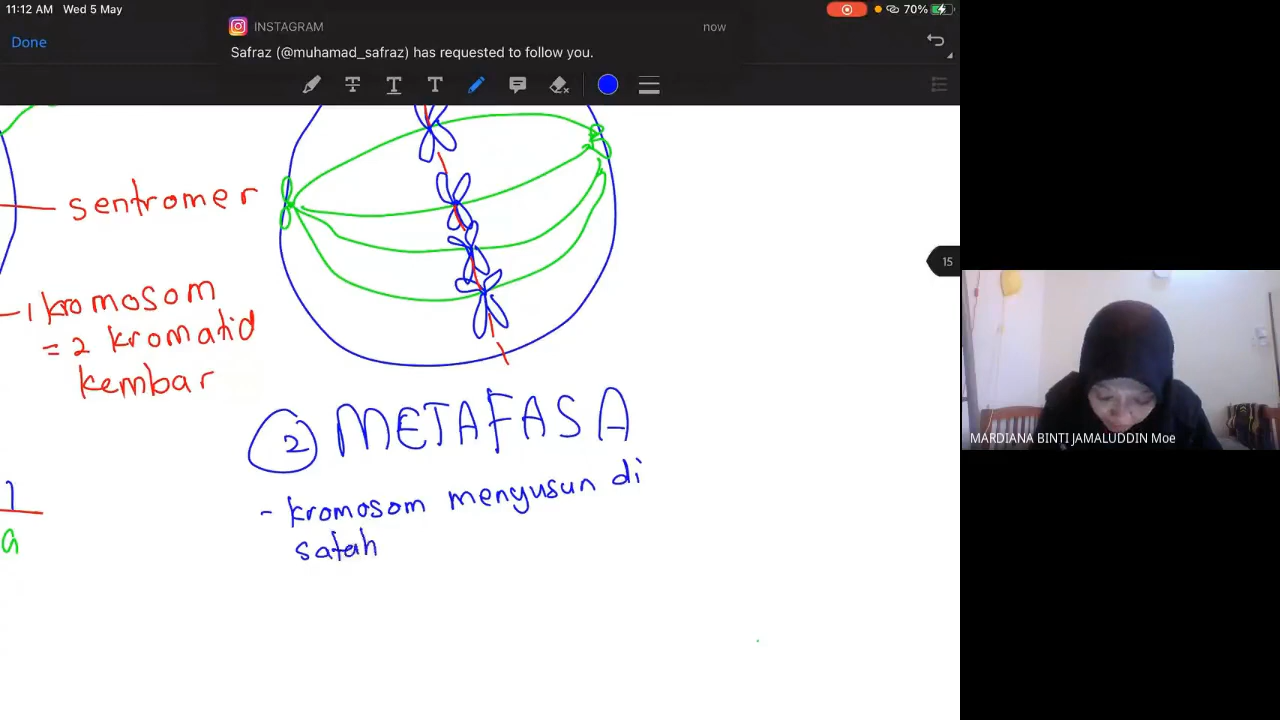 11:12 AM Wed 5 May
70%
INSTAGRAM
now
Safraz (@muhamad_safraz) has requested to follow you.
Done
T T T
sentromer
15
1 kromosom
= 2 kromatid
kembar
2 METAFASA
- kromosom menyusun di
satah
1
a
MARDIANA BINTI JAMALUDDIN Moe